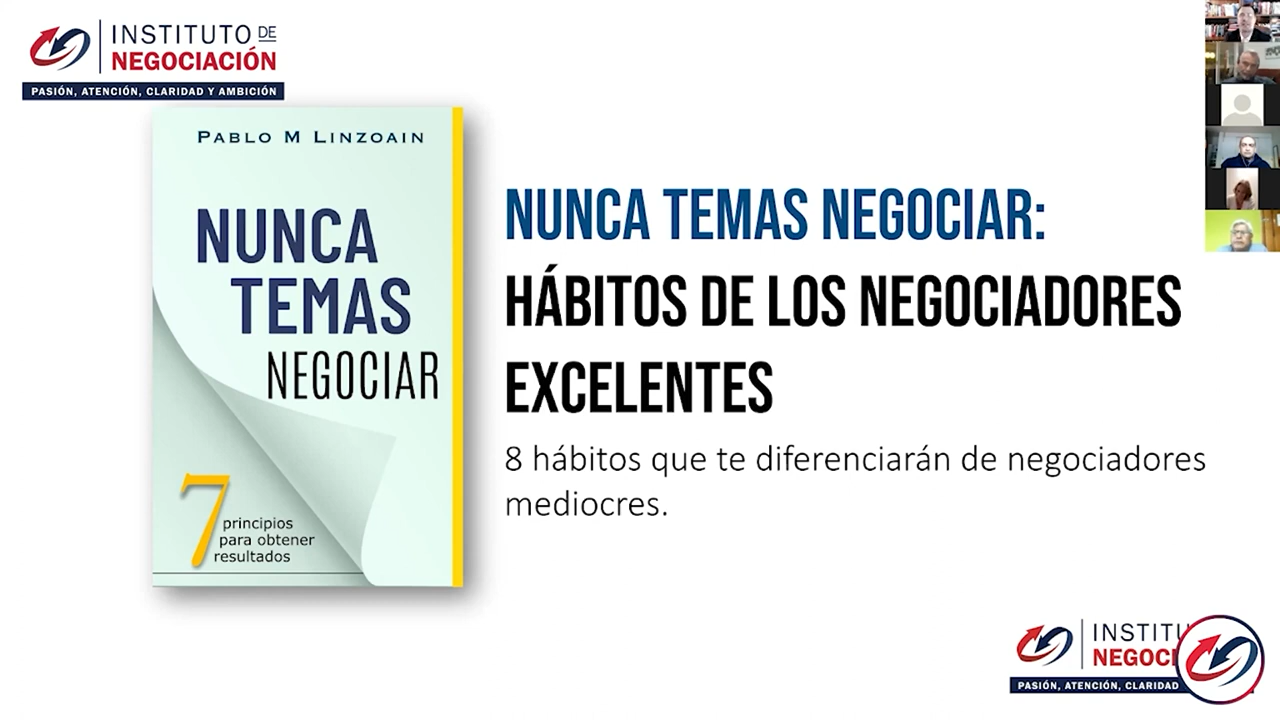 INSTITUTO DE
NEGOCIACIÓN
PASIÓN, ATENCIÓN, CLARIDAD Y AMBICIÓN
PABLO M LINZOAIN
NUNCA
TEMAS
NEGOCIAR
7
principios
para obtener
resultados
NUNCA TEMAS NEGOCIAR:
HÁBITOS DE LOS NEGOCIADORES
EXCELENTES
8 hábitos que te diferenciarán de negociadores
mediocres.
INSTITU
NEGOCI
PASIÓN, ATENCIÓN, CLARIDAD